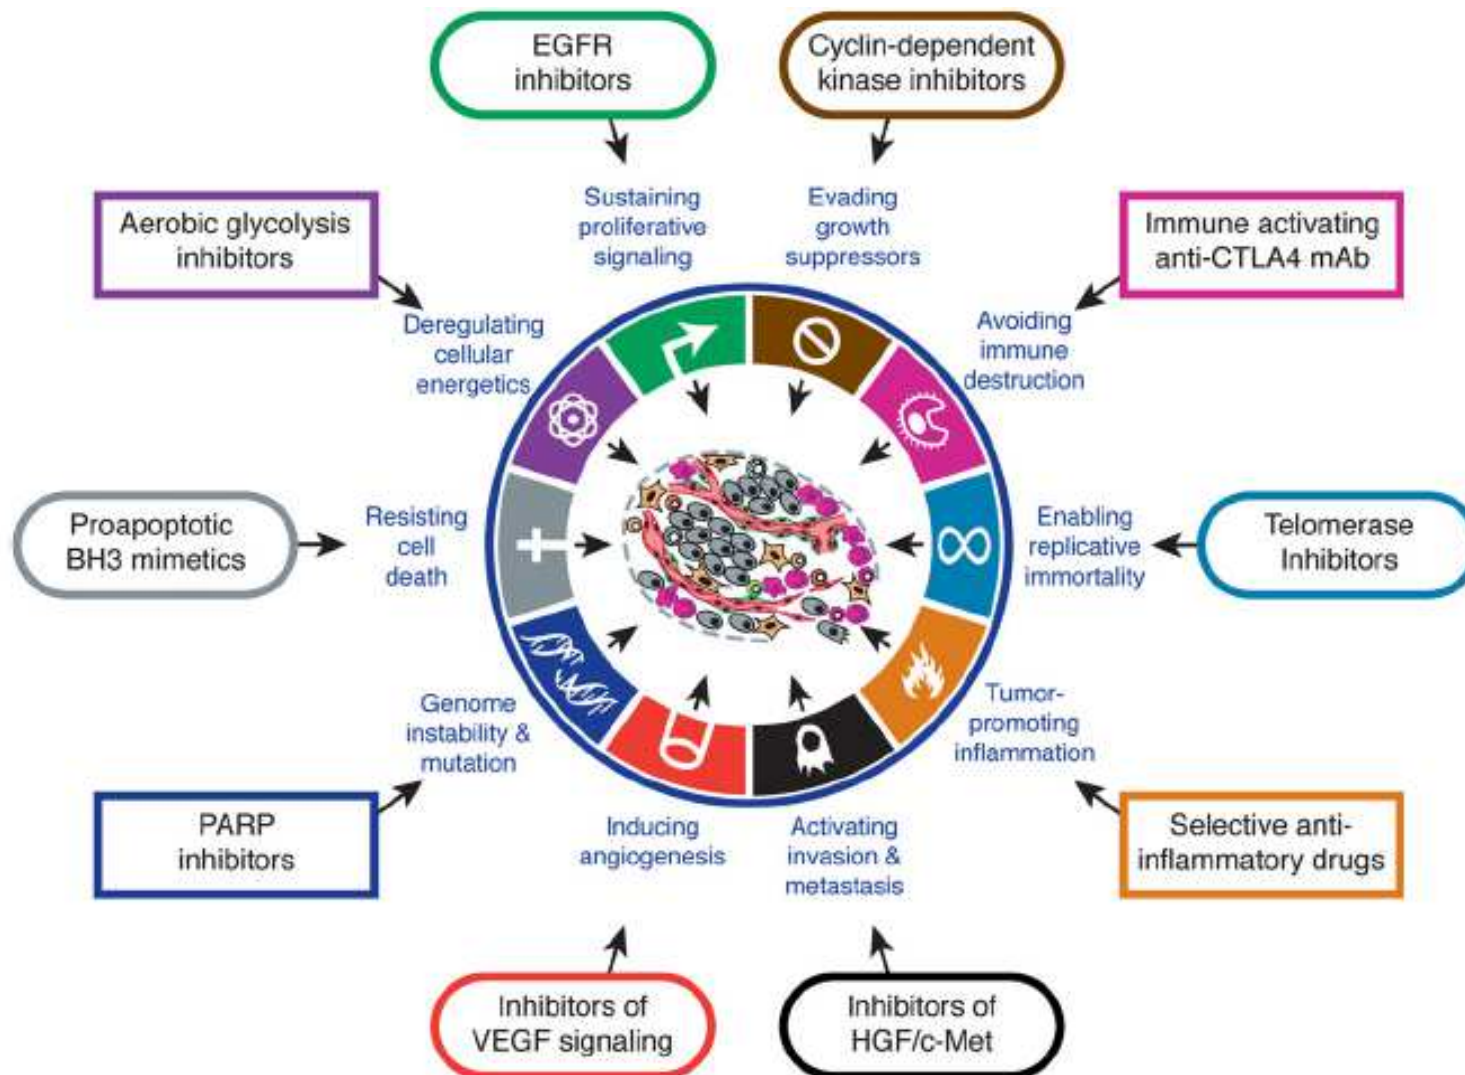 EGFR
inhibitors
Cyclin-dependent
kinase inhibitors
Sustaining
proliferative
signaling
Evading
growth
suppressors
Aerobic glycolysis
inhibitors
Immune activating
anti-CTLA4 mAb
Deregulating
cellular
energetics
Avoiding
immune
destruction
Proapoptotic
BH3 mimetics
Resisting
cell
death
Enabling
replicative
immortality
Telomerase
Inhibitors
Genome
instability &
mutation
Tumor-
promoting
inflammation
PARP
inhibitors
Inducing
angiogenesis
Activating
invasion &
metastasis
Selective anti-
inflammatory drugs
Inhibitors of
VEGF signaling
Inhibitors of
HGF/c-Met